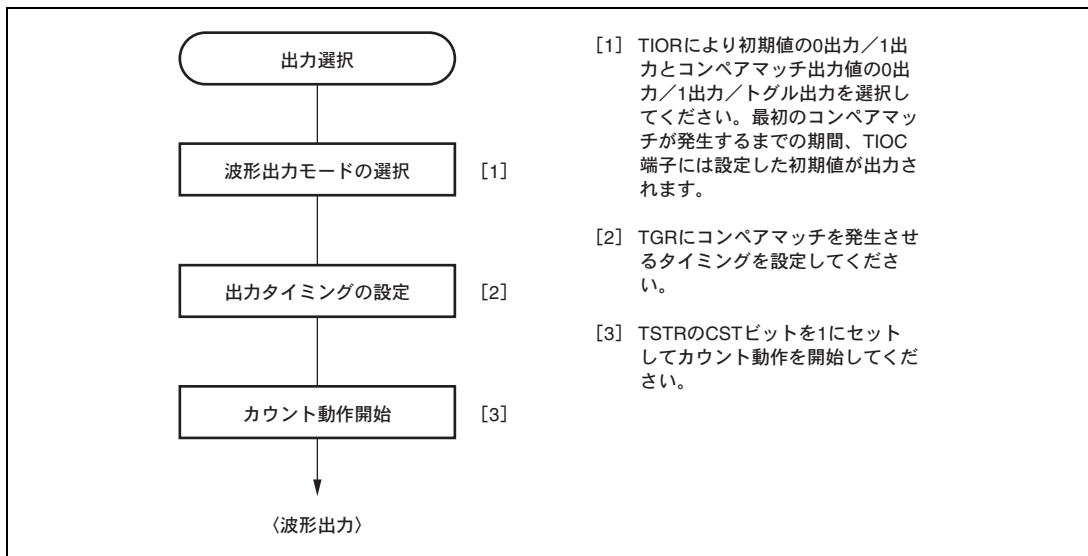 出力選択
波形出力モードの選択
[1]
出力タイミングの設定
[2]
カウント動作開始
[3]
〈波形出力〉
[1] TIORにより初期値の0出力／1出
力とコンペアマッチ出力値の0出
力／1出力／トグル出力を選択し
てください。最初のコンペアマッ
チが発生するまでの期間、TIOC
端子には設定した初期値が出力さ
れます。
[2] TGRにコンペアマッチを発生させ
るタイミングを設定してくださ
い。
[3] TSTRのCSTビットを1にセット
してカウント動作を開始してくだ
さい。